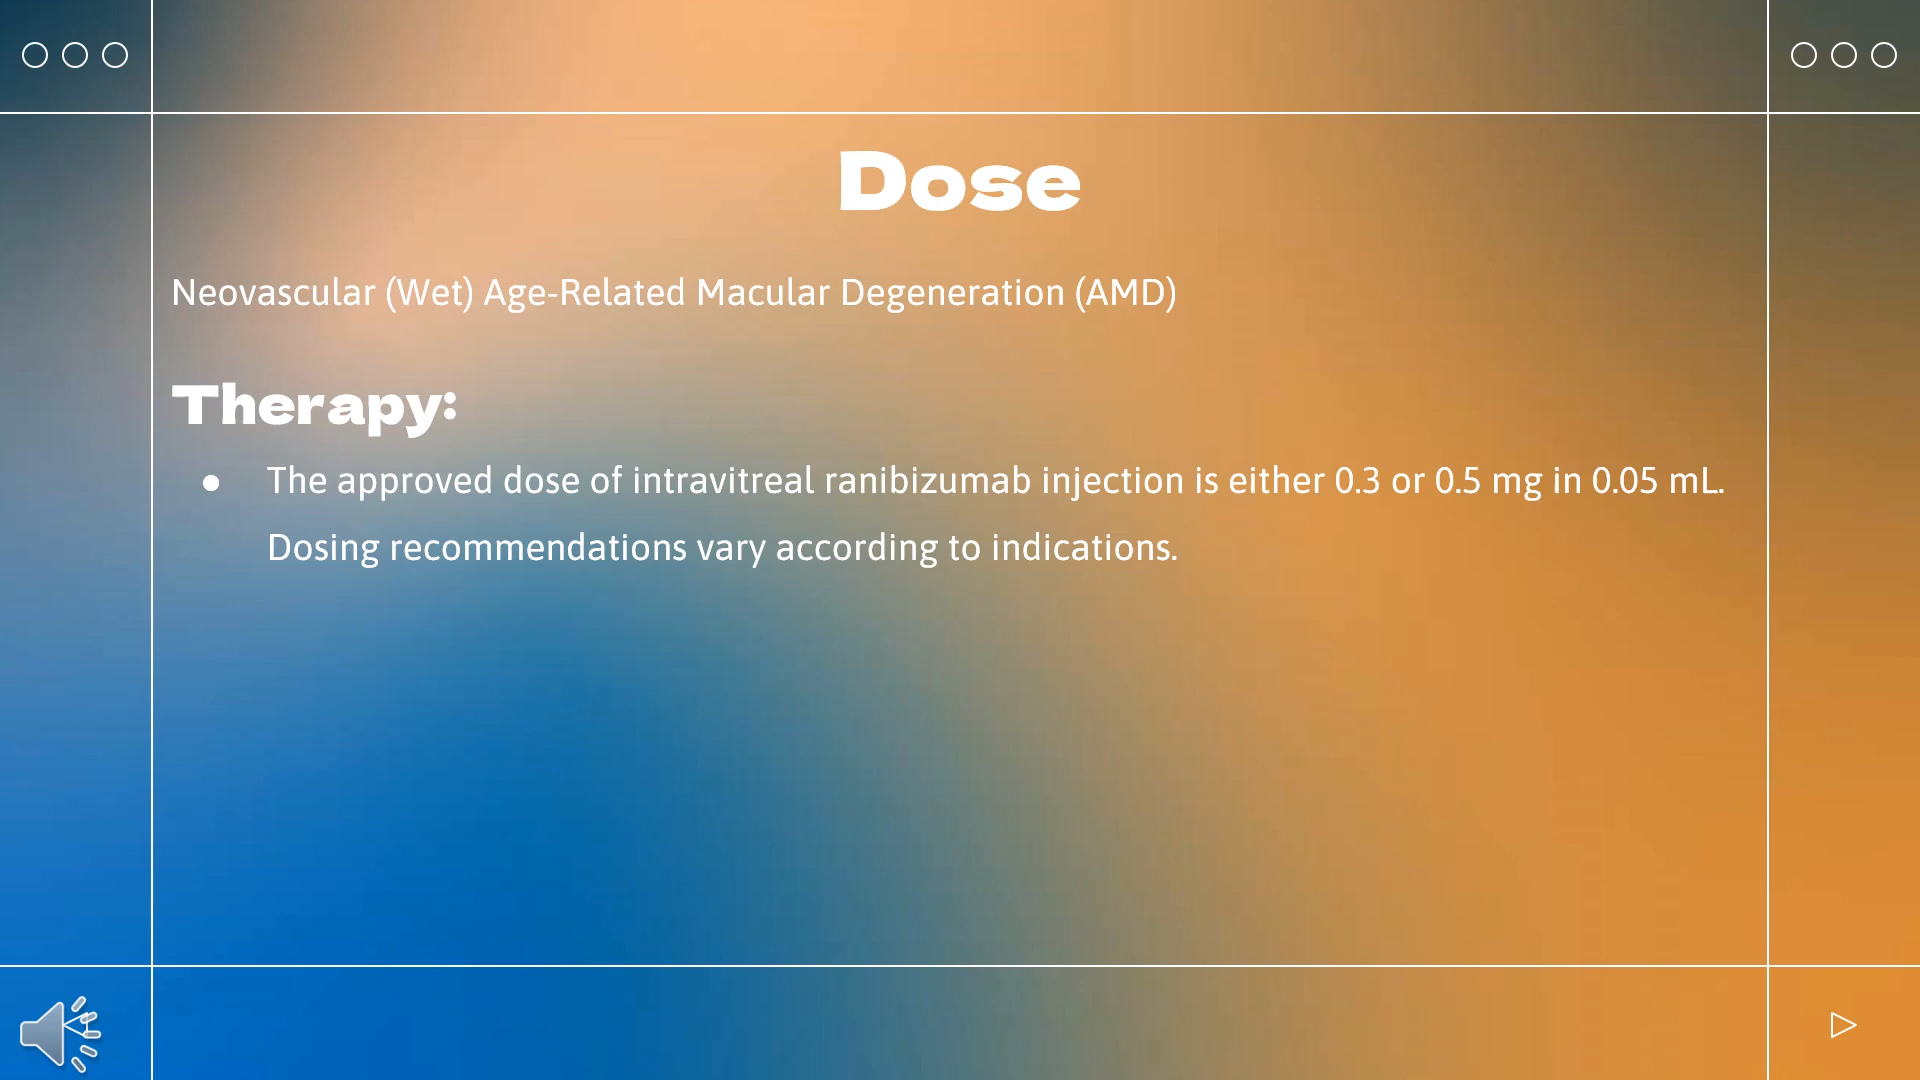 Dose
Neovascular (Wet) Age-Related Macular Degeneration (AMD)
Therapy:
● The approved dose of intravitreal ranibizumab injection is either 0.3 or 0.5 mg in 0.05 mL.
Dosing recommendations vary according to indications.